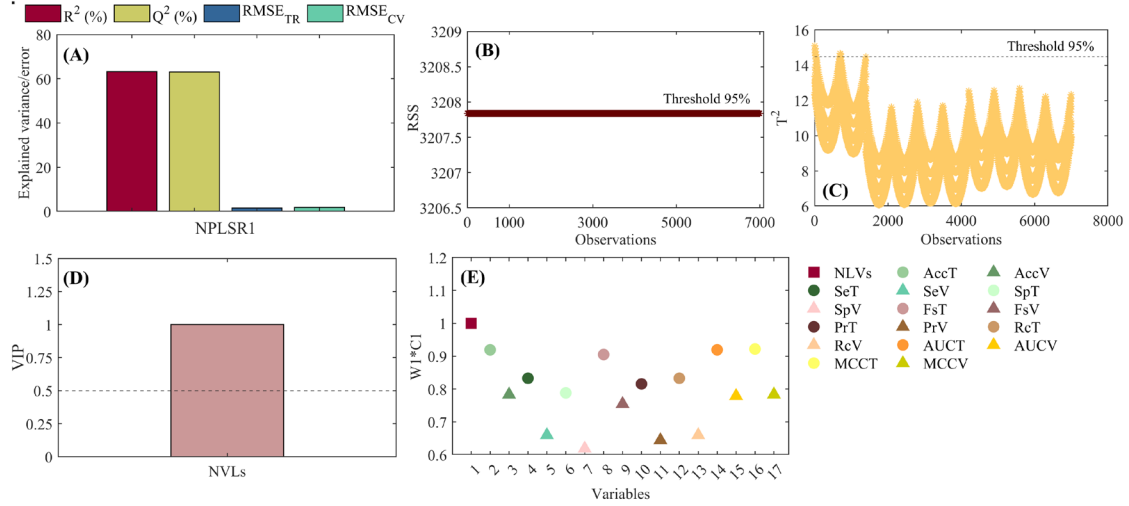 R² (%) Q² (%) RMSE_TR RMSE_CV
(A)
Explained variance/error
80
60
40
20
0
NPLSR1
(B)
RSS
3209
3208.5
3208
3207.5
3207
3206.5
Threshold 95%
0 1000 3000 5000 7000
Observations
T²
16
14
12
10
8
6
Threshold 95%
(C)
0 2000 4000 6000 8000
Observations
(D)
VIP
1.5
1.25
1
0.75
0.5
0.25
0
NVLs
(E)
W1*C1
1.2
1.1
1
0.9
0.8
0.7
0.6
1 2 3 4 5 6 7 8 9 10 11 12 13 14 15 16 17
Variables
NLVs AccT AccV
SeT SeV SpT
SpV FsT FsV
PrT PrV RcT
RcV AUCT AUCV
MCCT MCCV